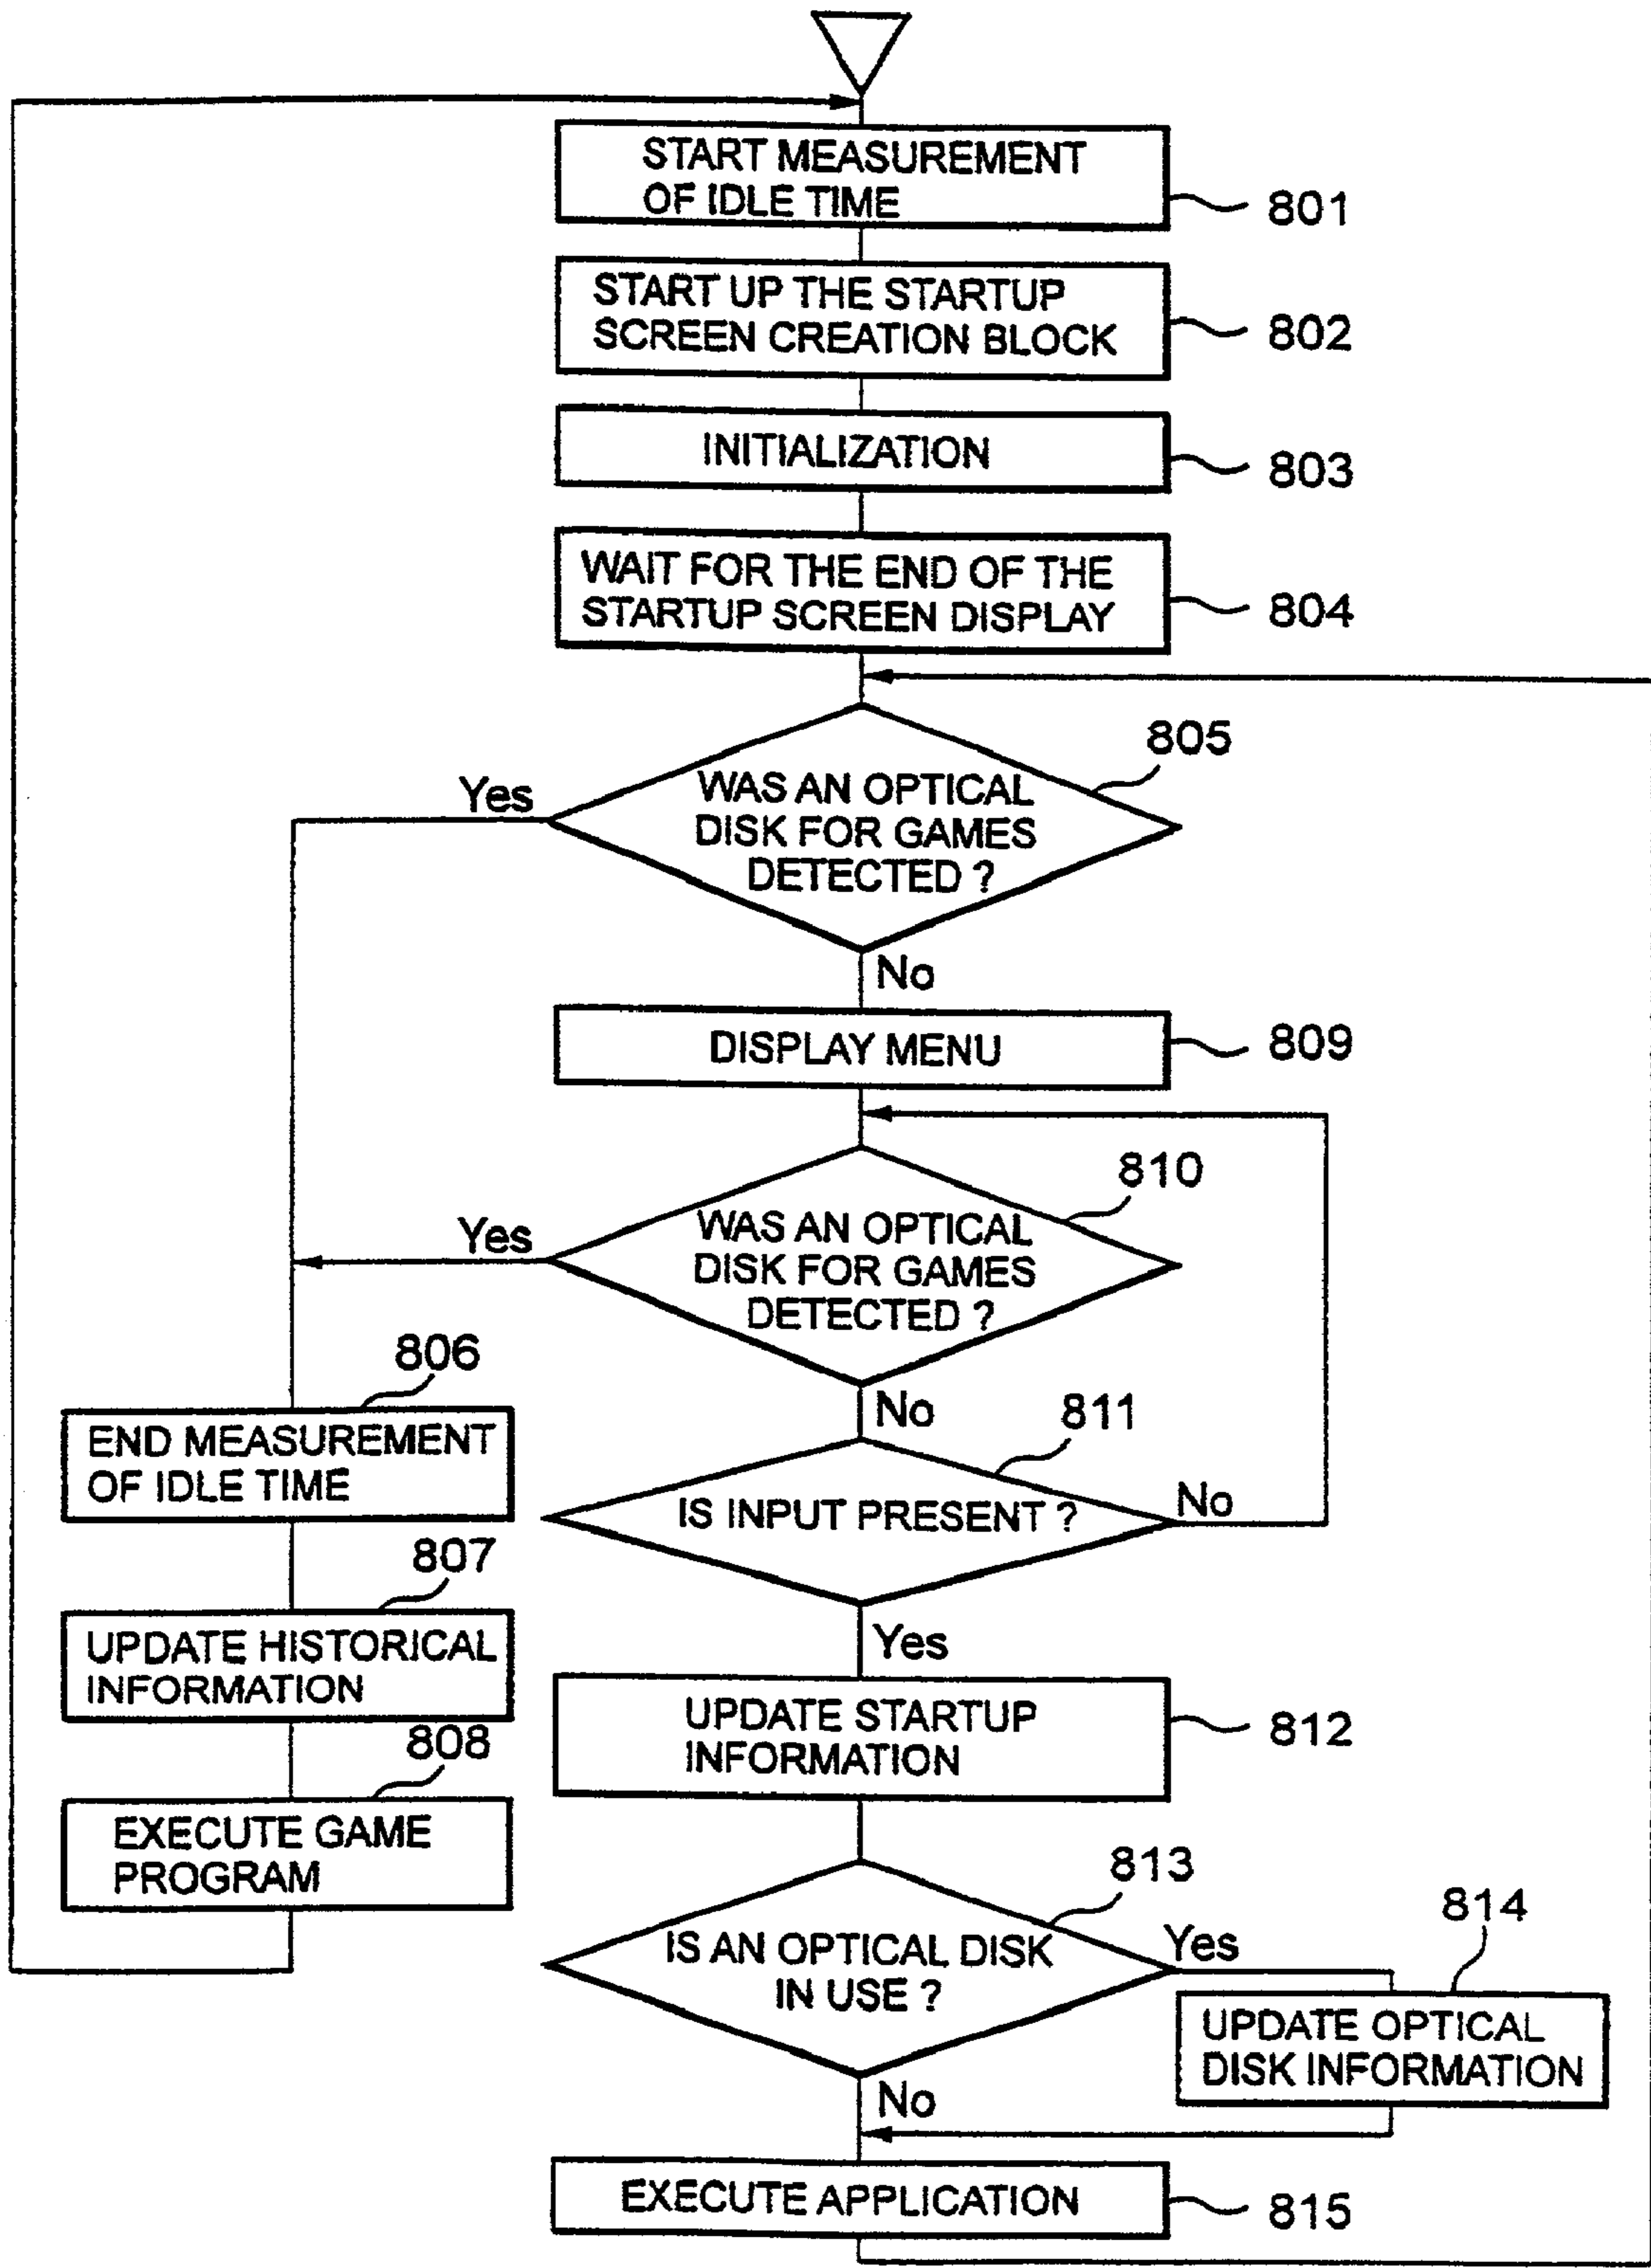 START MEASUREMENT
OF IDLE TIME
801
START UP THE STARTUP
SCREEN CREATION BLOCK
802
INITIALIZATION
803
WAIT FOR THE END OF THE
STARTUP SCREEN DISPLAY
804
805
Yes
WAS AN OPTICAL
DISK FOR GAMES
DETECTED ?
No
DISPLAY MENU
809
810
Yes
WAS AN OPTICAL
DISK FOR GAMES
DETECTED ?
No
806
END MEASUREMENT
OF IDLE TIME
807
UPDATE HISTORICAL
INFORMATION
808
EXECUTE GAME
PROGRAM
811
IS INPUT PRESENT ?
No
Yes
UPDATE STARTUP
INFORMATION
812
813
IS AN OPTICAL DISK
IN USE ?
Yes
814
UPDATE OPTICAL
DISK INFORMATION
No
EXECUTE APPLICATION
815